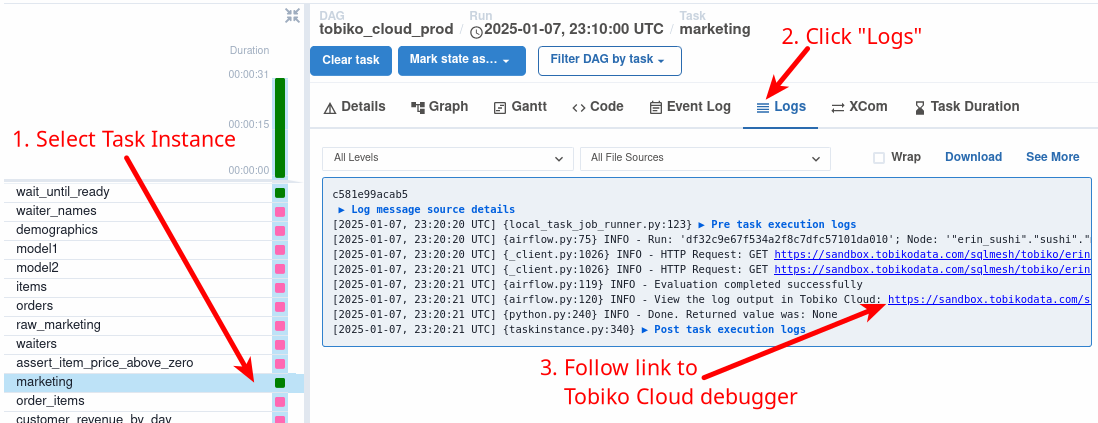 DAG
Run
Task
tobiko_cloud_prod / 2025-01-07, 23:10:00 UTC / marketing
2. Click "Logs"
Clear task
Mark state as...
Filter DAG by task
Details
Graph
Gantt
Code
Event Log
Logs
XCom
Task Duration
Duration
00:00:31
00:00:15
00:00:00
1. Select Task Instance
All Levels
All File Sources
Wrap
Download
See More
wait_until_ready
waiter_names
demographics
model1
model2
items
orders
raw_marketing
waiters
assert_item_price_above_zero
marketing
order_items
customer_revenue_by_day
c581e99acab5
▶ Log message source details
[2025-01-07, 23:20:20 UTC] {local_task_job_runner.py:123} ▶ Pre task execution logs
[2025-01-07, 23:20:20 UTC] {airflow.py:75} INFO - Run: 'df32c9e67f534a2f8c7dfc57101da010'; Node: '"erin_sushi"."sushi"."
[2025-01-07, 23:20:20 UTC] {_client.py:1026} INFO - HTTP Request: GET https://sandbox.tobikodata.com/sqlmesh/tobiko/erin
[2025-01-07, 23:20:21 UTC] {_client.py:1026} INFO - HTTP Request: GET https://sandbox.tobikodata.com/sqlmesh/tobiko/erin
[2025-01-07, 23:20:21 UTC] {airflow.py:119} INFO - Evaluation completed successfully
[2025-01-07, 23:20:21 UTC] {airflow.py:120} INFO - View the log output in Tobiko Cloud: https://sandbox.tobikodata.com/s
[2025-01-07, 23:20:21 UTC] {python.py:240} INFO - Done. Returned value was: None
[2025-01-07, 23:20:21 UTC] {taskinstance.py:340} ▶ Post task execution logs
3. Follow link to
Tobiko Cloud debugger